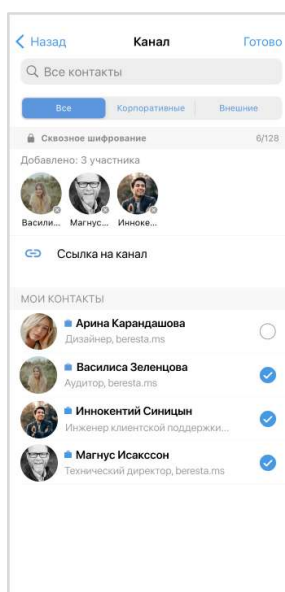 Назад
Канал
Готово
Все контакты
Все
Корпоративные
Внешние
Сквозное шифрование
6/128
Добавлено: 3 участника
Васили...
Магнус...
Инноке...
Ссылка на канал
МОИ КОНТАКТЫ
Арина Карандашова
Дизайнер, beresta.ms
Василиса Зеленцова
Аудитор, beresta.ms
Иннокентий Синицын
Инженер клиентской поддержки...
Магнус Исакссон
Технический директор, beresta.ms